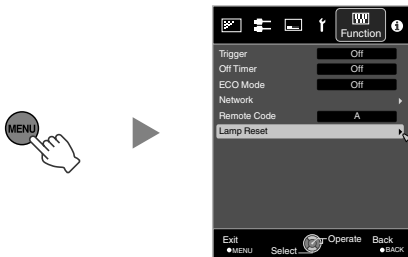 MENU
Function
Trigger Off
Off Timer Off
ECO Mode Off
Network
Remote Code A
Lamp Reset
Exit Operate Back
MENU Select BACK